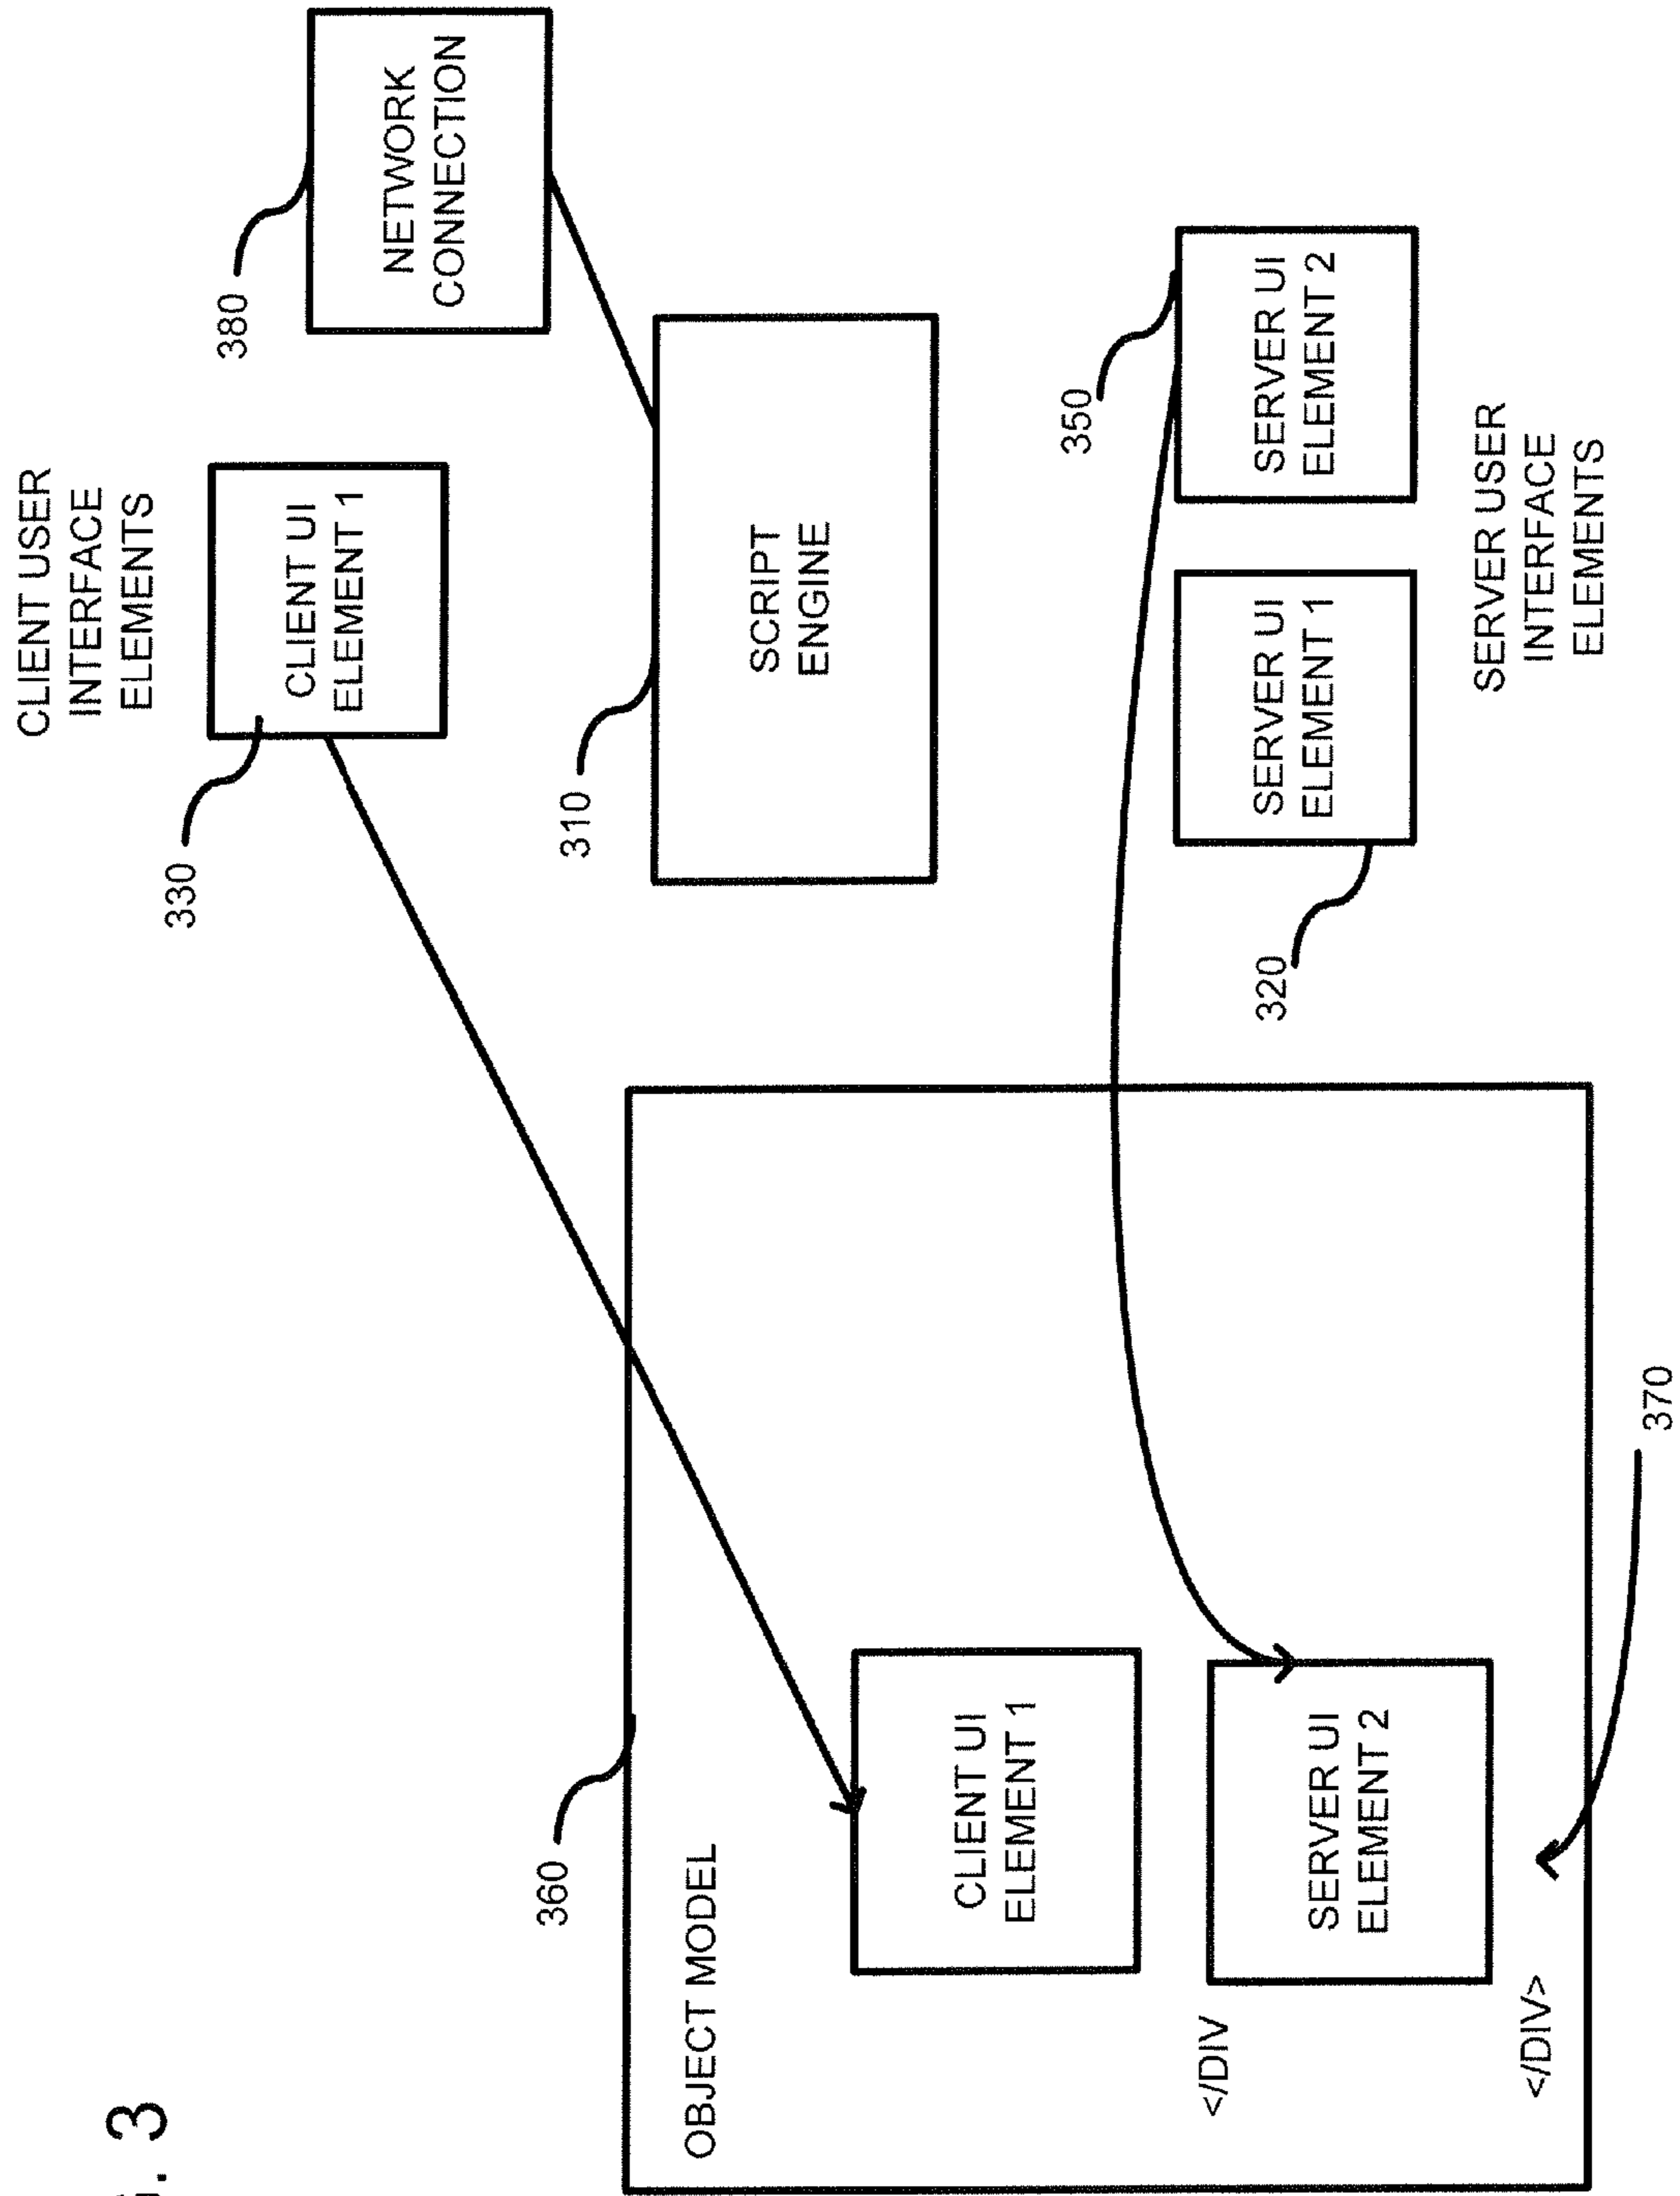 3
CLIENT USER
INTERFACE
ELEMENTS
330
380
CLIENT UI
ELEMENT 1
NETWORK
CONNECTION
360
310
OBJECT MODEL
SCRIPT
ENGINE
CLIENT UI
ELEMENT 1
350
</DIV
SERVER UI
ELEMENT 2
320
SERVER UI
ELEMENT 1
SERVER UI
ELEMENT 2
</DIV>
370
SERVER USER
INTERFACE
ELEMENTS